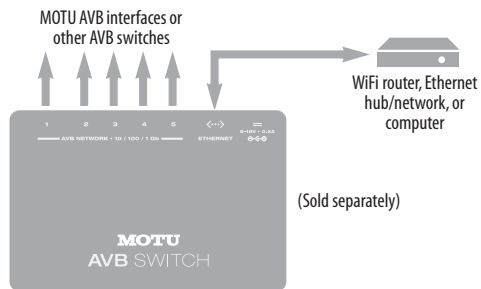 MOTU AVB interfaces or
other AVB switches
WiFi router, Ethernet
hub/network, or
computer
1 2 3 4 5 <···>
AVB NETWORK • 10 / 100 / 1 Gb ETHERNET
(Sold separately)
MOTU
AVB SWITCH